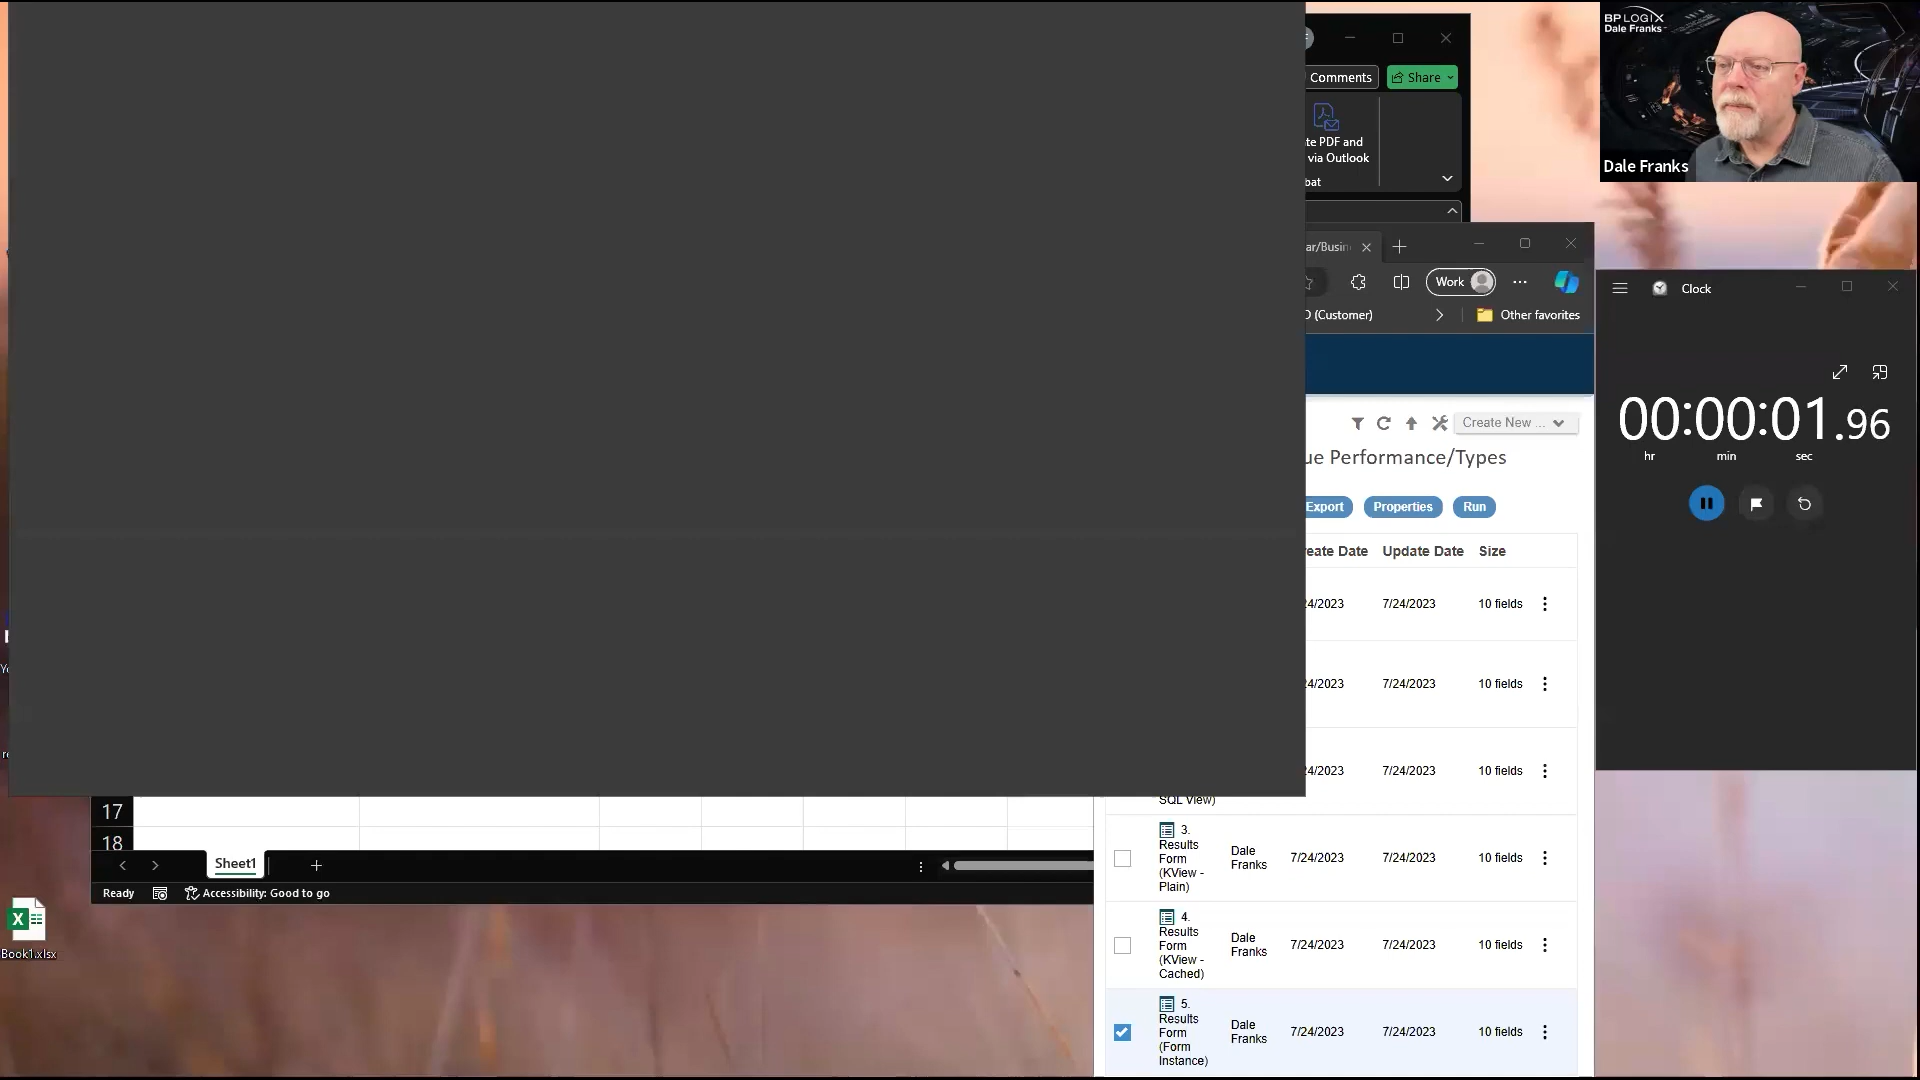 Comments
Share
te PDF and
via Outlook
bat
BP LOGIX
Dale Franks
Dale Franks
ar/Busin
Work
D (Customer)
Other favorites
Create New ...
ue Performance/Types
Export
Properties
Run
reate Date
Update Date
Size
24/2023
7/24/2023
10 fields
24/2023
7/24/2023
10 fields
24/2023
7/24/2023
10 fields
SQL View)
3.
Results
Form
(KView -
Plain)
Dale
Franks
7/24/2023
7/24/2023
10 fields
4.
Results
Form
(KView -
Cached)
Dale
Franks
7/24/2023
7/24/2023
10 fields
5.
Results
Form
(Form
Instance)
Dale
Franks
7/24/2023
7/24/2023
10 fields
Clock
00:00:01.96
hr
min
sec
17
18
Sheet1
Ready
Accessibility: Good to go
Book1.xlsx